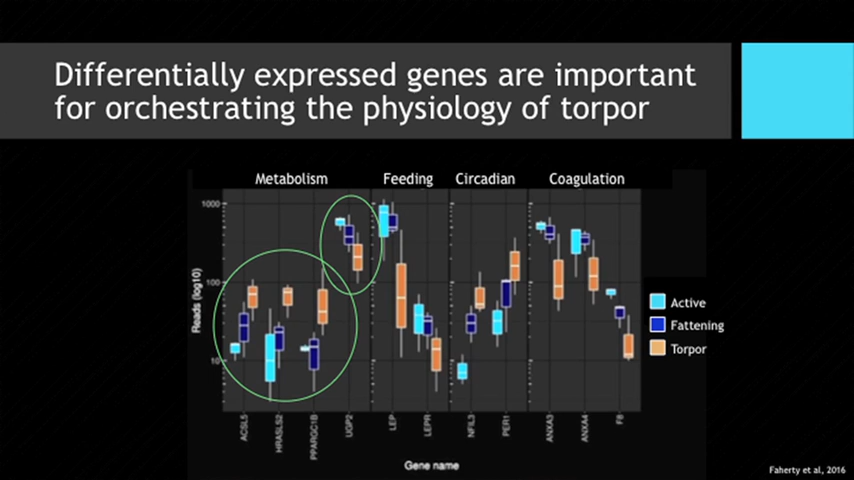 Differentially expressed genes are important
for orchestrating the physiology of torpor
Metabolism Feeding Circadian Coagulation
1000
100
10
Reads (log10)
Active
Fattening
Torpor
ACSL5 HRASLS2 PPARGC1B UGP2 LEP LEPR NFIL3 PER1 ANXA3 ANXA4 F8
Gene name
Faherty et al, 2016